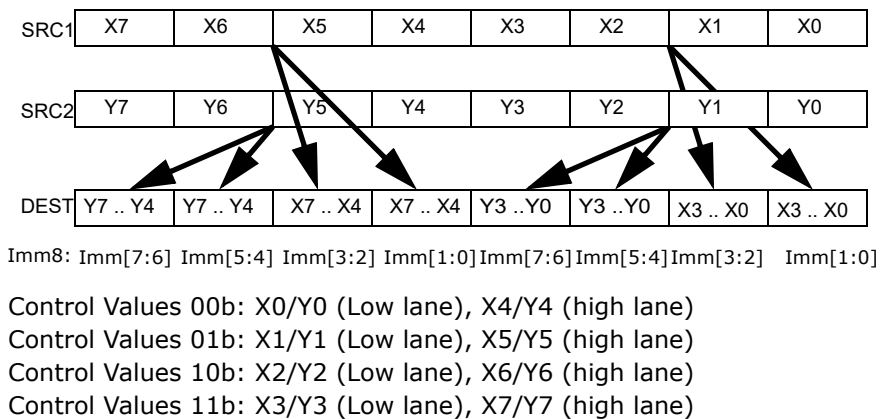 SRC1 X7 X6 X5 X4 X3 X2 X1 X0
SRC2 Y7 Y6 Y5 Y4 Y3 Y2 Y1 Y0
DEST Y7 .. Y4 Y7 .. Y4 X7 .. X4 X7 .. X4 Y3 ..Y0 Y3 ..Y0 X3 .. X0 X3 .. X0
Imm8: Imm[7:6] Imm[5:4] Imm[3:2] Imm[1:0] Imm[7:6] Imm[5:4] Imm[3:2] Imm[1:0]
Control Values 00b: X0/Y0 (Low lane), X4/Y4 (high lane)
Control Values 01b: X1/Y1 (Low lane), X5/Y5 (high lane)
Control Values 10b: X2/Y2 (Low lane), X6/Y6 (high lane)
Control Values 11b: X3/Y3 (Low lane), X7/Y7 (high lane)